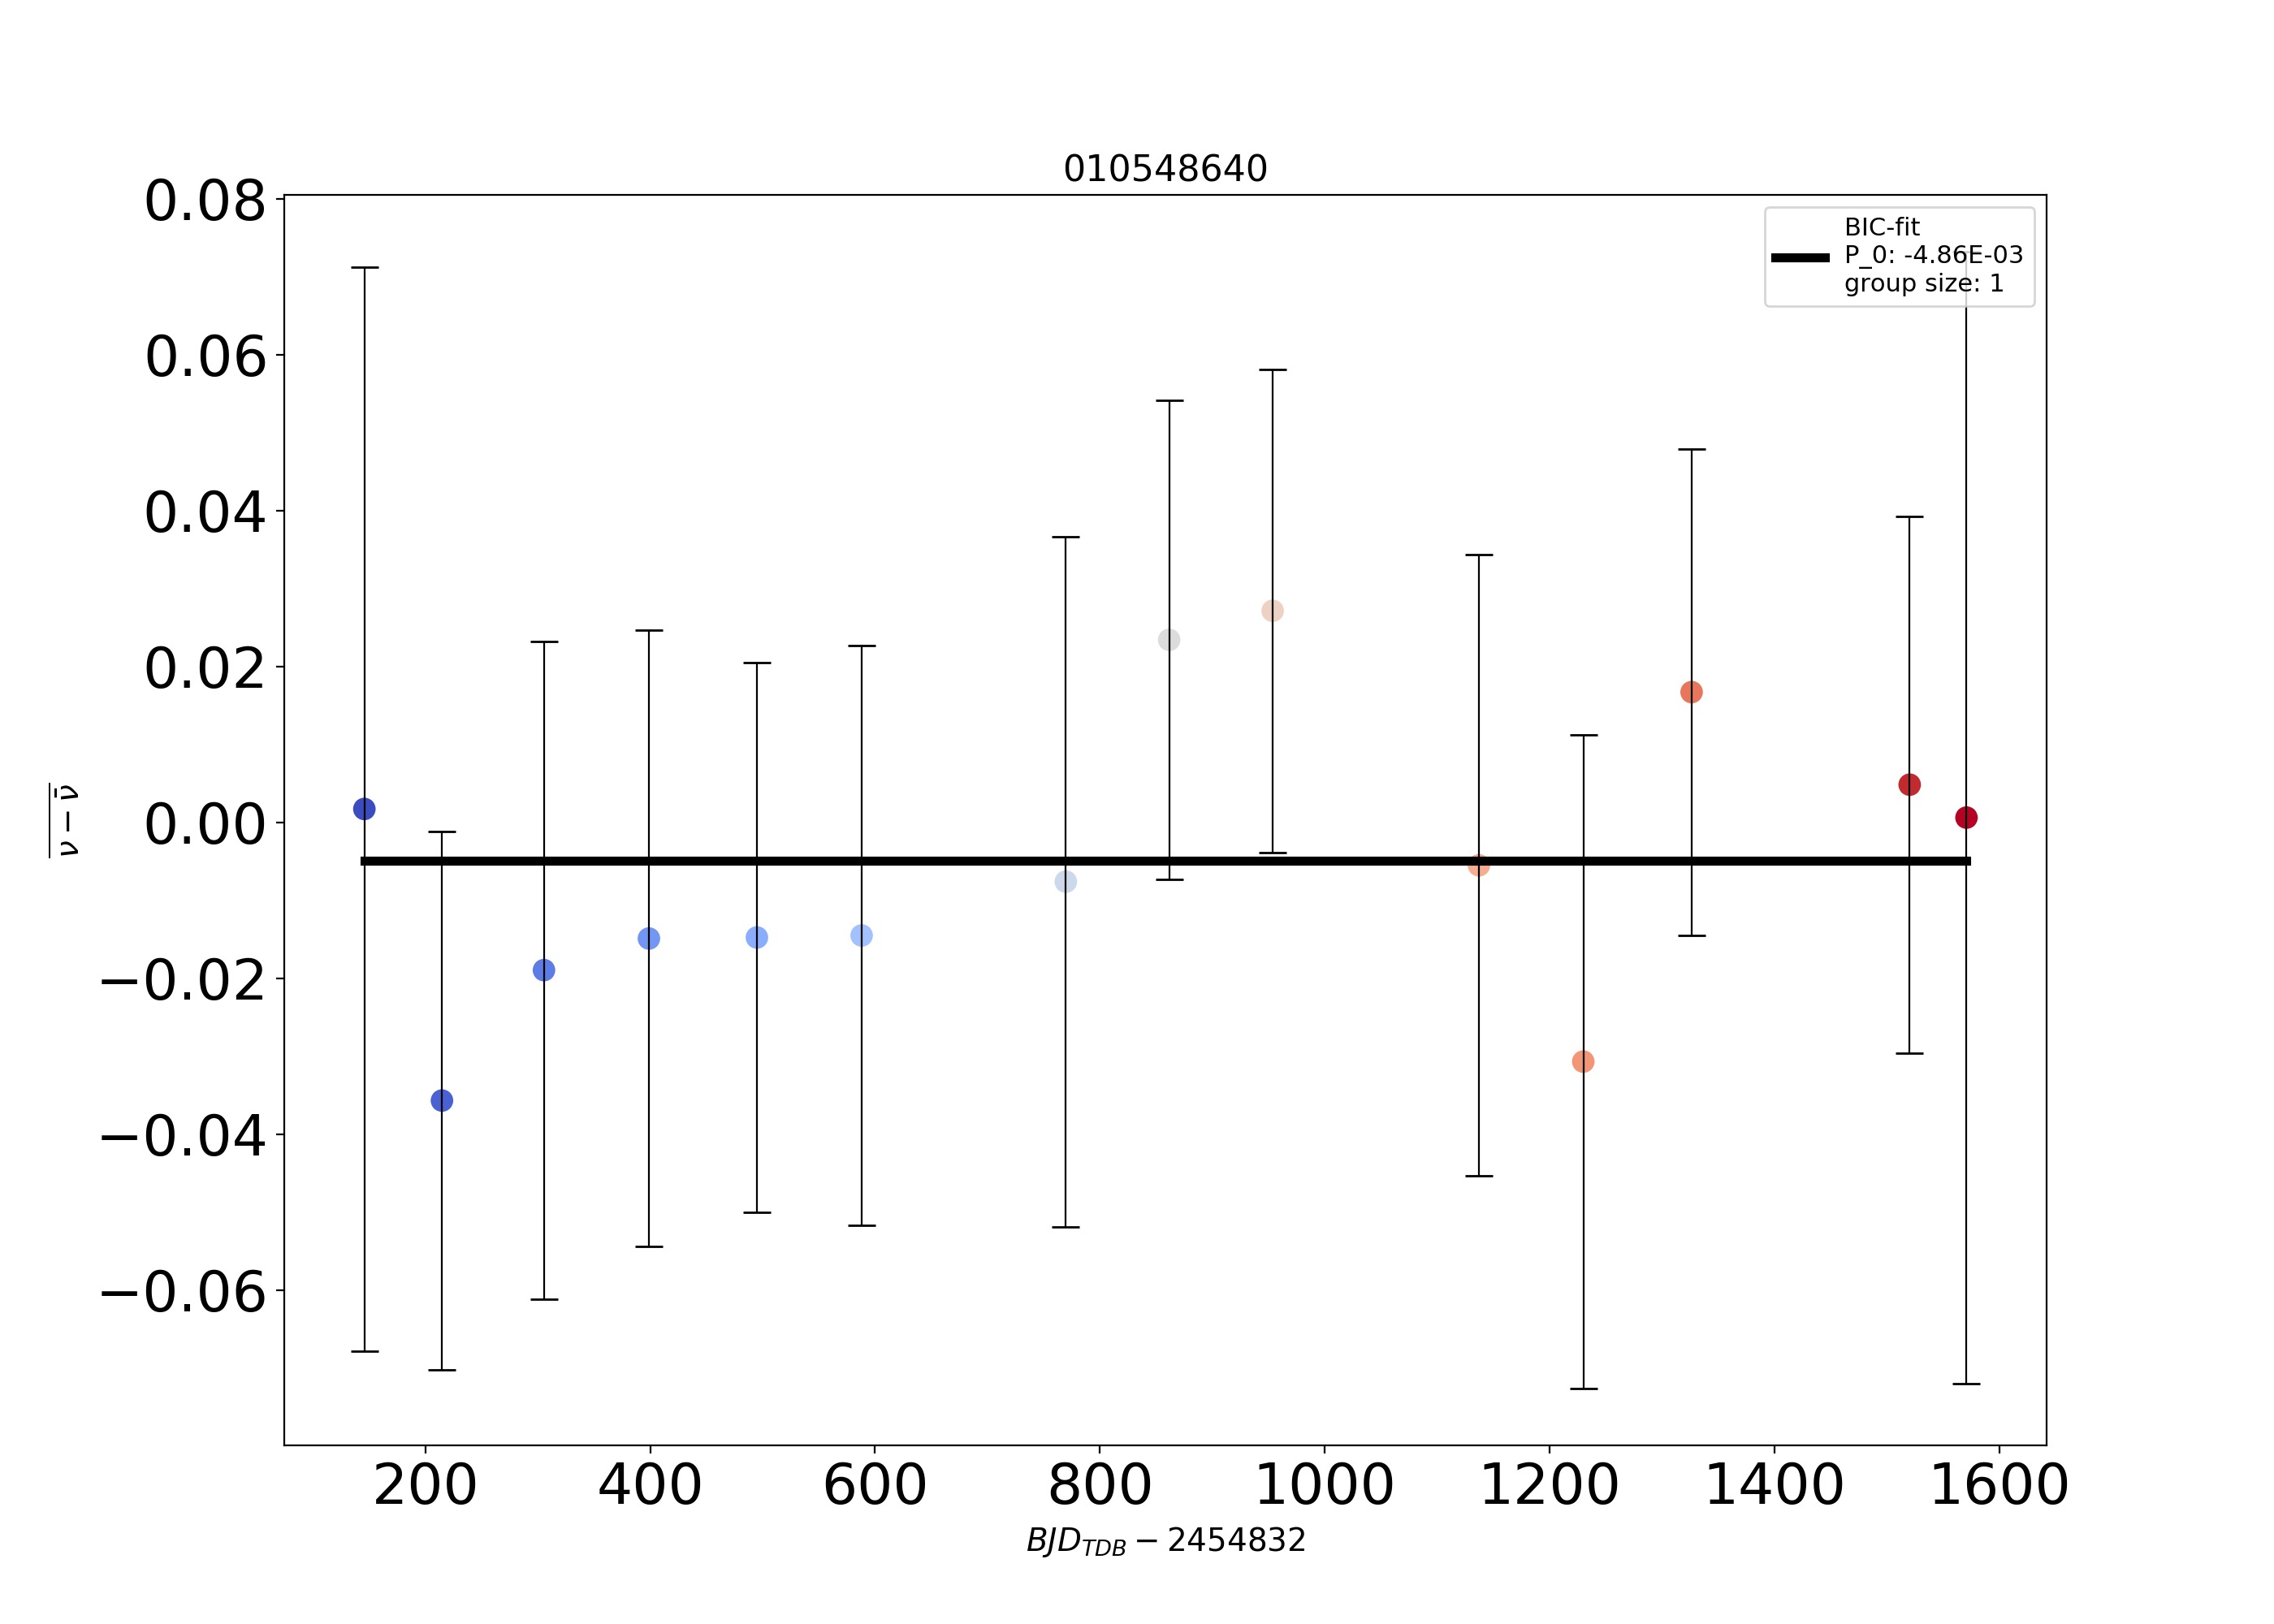 010548640
0.08
0.06
0.04
0.02
0.00
−0.02
−0.04
−0.06
BIC-fit
P_0: -4.86E-03
group size: 1
ν − ν̄
200 400 600 800 1000 1200 1400 1600
BJD_TDB − 2454832